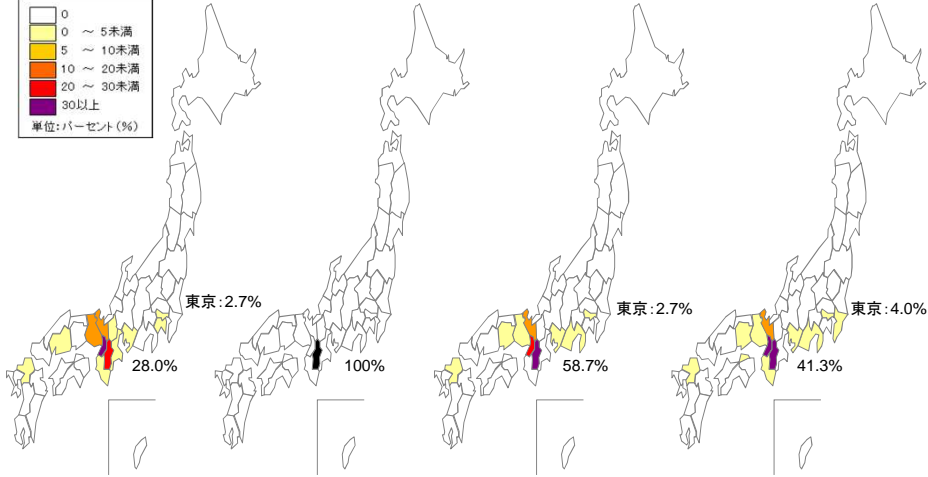 0
0 ～ 5未満
5 ～ 10未満
10 ～ 20未満
20 ～ 30未満
30以上
単位:パーセント(%)
東京:2.7%
28.0%
100%
東京:2.7%
58.7%
東京:4.0%
41.3%